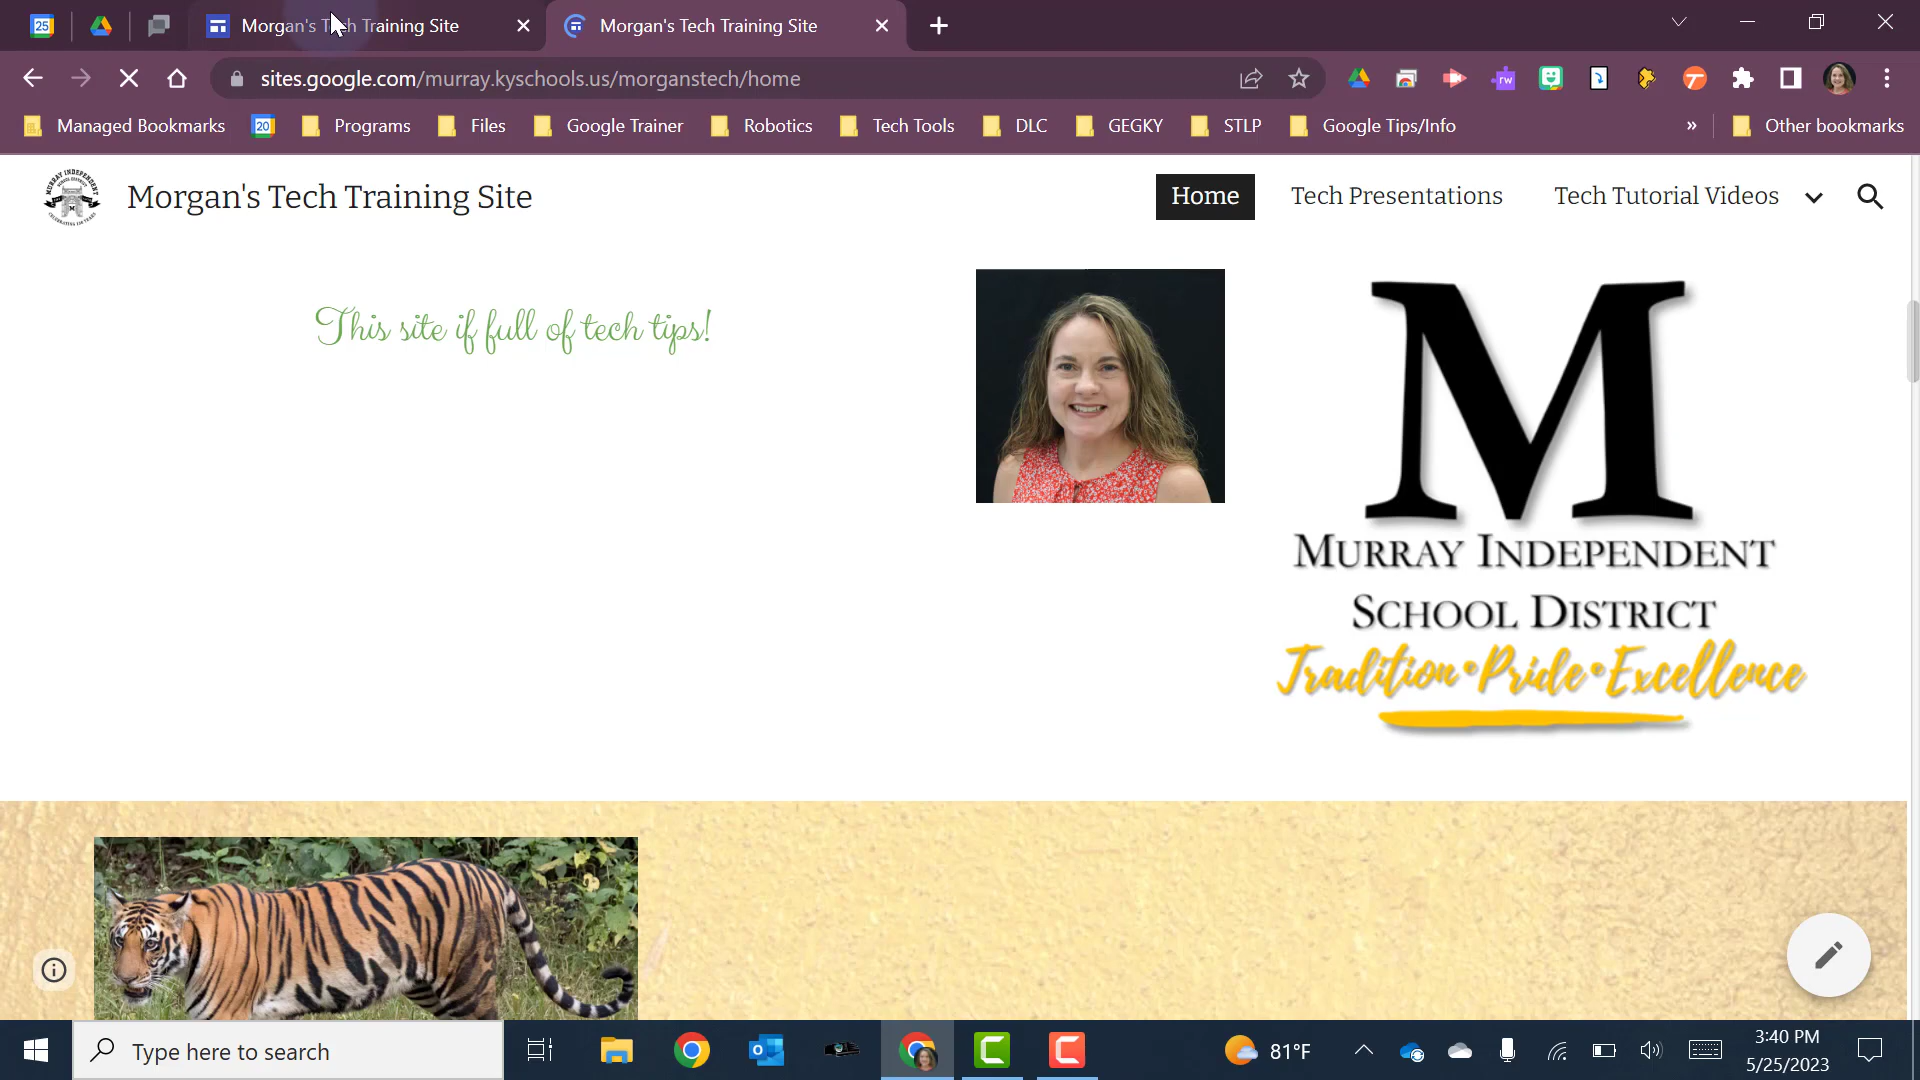 25
Morgan's Tech Training Site
Morgan's Tech Training Site
sites.google.com/murray.kyschools.us/morganstech/home
rw
Managed Bookmarks
20
Programs
Files
Google Trainer
Robotics
Tech Tools
DLC
GEGKY
STLP
Google Tips/Info
»
Other bookmarks
Morgan's Tech Training Site
Home
Tech Presentations
Tech Tutorial Videos
This site if full of tech tips!
M
MURRAY INDEPENDENT
SCHOOL DISTRICT
Tradition•Pride•Excellence
Type here to search
81°F
3:40 PM
5/25/2023